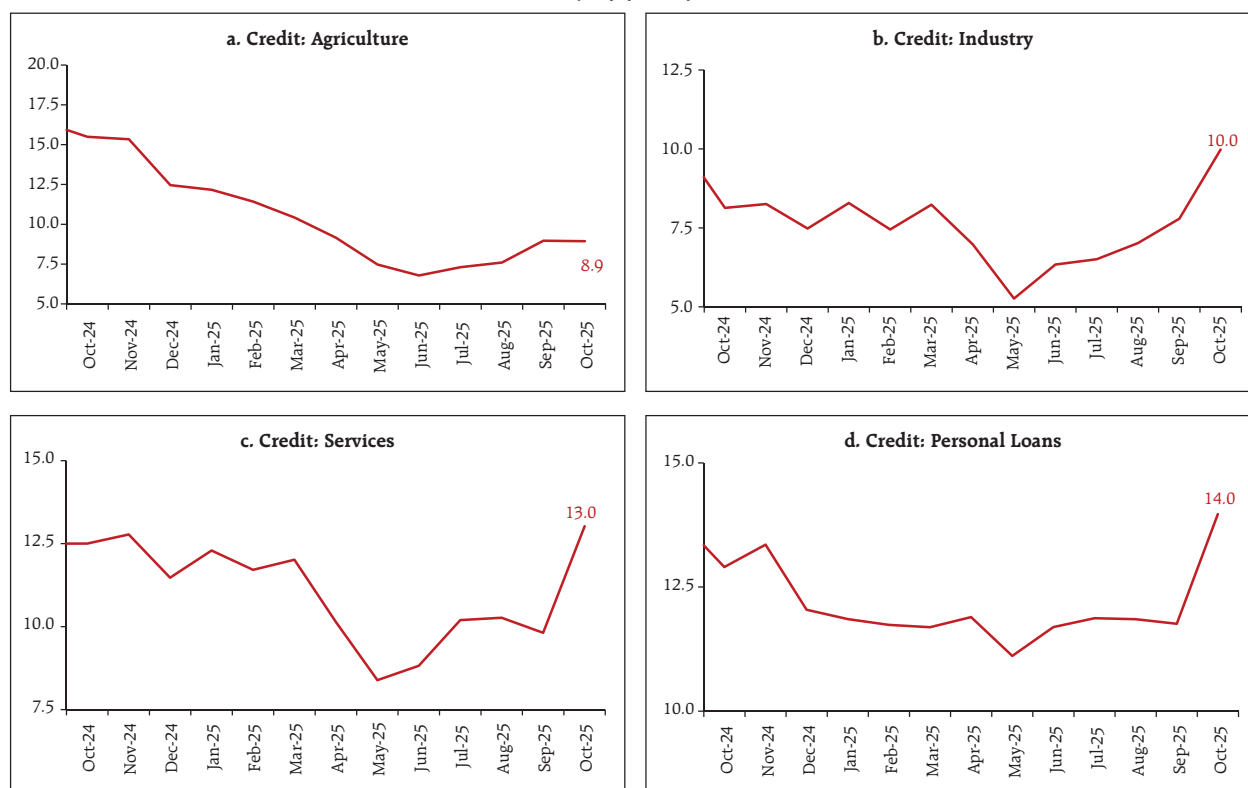 a. Credit: Agriculture
20.0
17.5
15.0
12.5
10.0
7.5
5.0
8.9
Oct-24
Nov-24
Dec-24
Jan-25
Feb-25
Mar-25
Apr-25
May-25
Jun-25
Jul-25
Aug-25
Sep-25
Oct-25
b. Credit: Industry
12.5
10.0
7.5
5.0
10.0
Oct-24
Nov-24
Dec-24
Jan-25
Feb-25
Mar-25
Apr-25
May-25
Jun-25
Jul-25
Aug-25
Sep-25
Oct-25
c. Credit: Services
15.0
12.5
10.0
7.5
13.0
Oct-24
Nov-24
Dec-24
Jan-25
Feb-25
Mar-25
Apr-25
May-25
Jun-25
Jul-25
Aug-25
Sep-25
Oct-25
d. Credit: Personal Loans
15.0
12.5
10.0
14.0
Oct-24
Nov-24
Dec-24
Jan-25
Feb-25
Mar-25
Apr-25
May-25
Jun-25
Jul-25
Aug-25
Sep-25
Oct-25